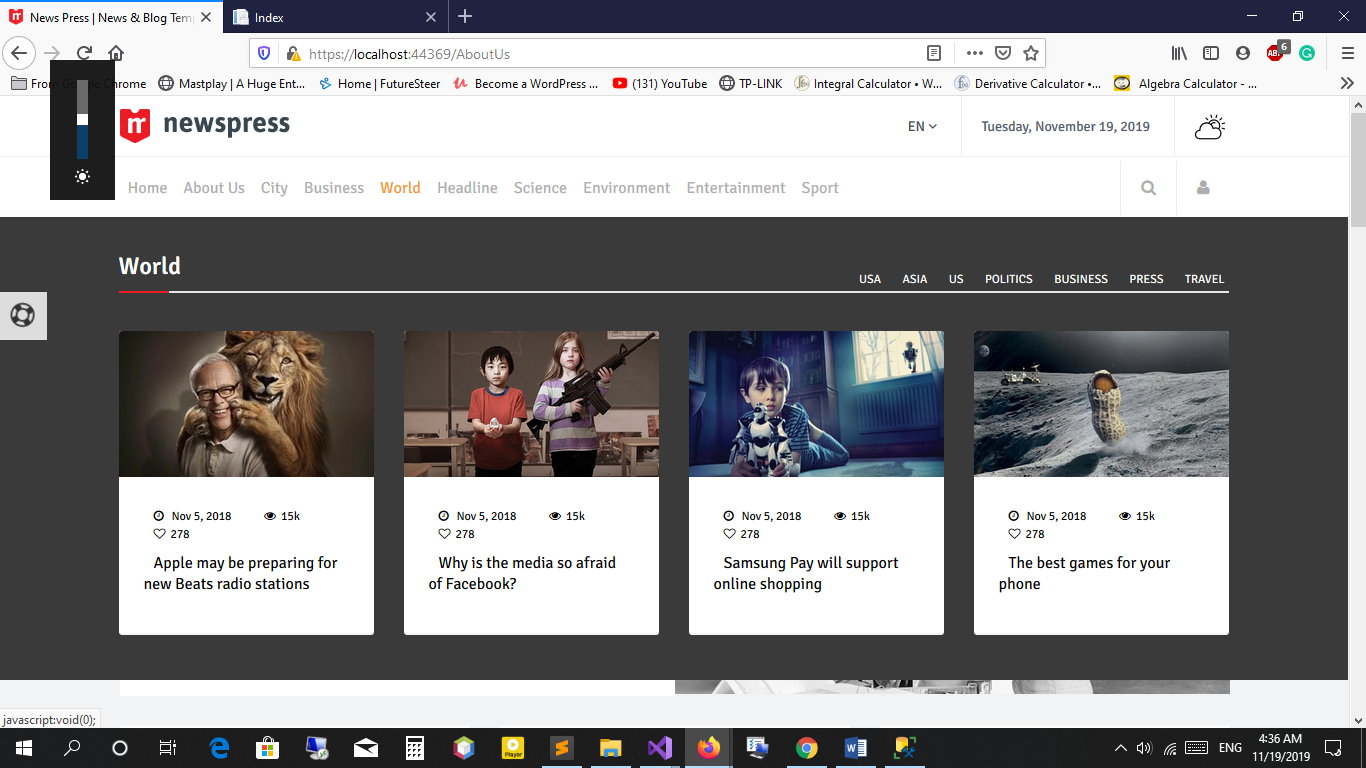 News Press | News & Blog Temp
Index
https://localhost:44369/AboutUs
6
From Google Chrome
Mastplay | A Huge Ent...
Home | FutureSteer
Become a WordPress ...
(131) YouTube
TP-LINK
Integral Calculator • W...
Derivative Calculator •...
Algebra Calculator - ...
newspress
EN
Tuesday, November 19, 2019
Home About Us City Business World Headline Science Environment Entertainment Sport
World
USA ASIA US POLITICS BUSINESS PRESS TRAVEL
Nov 5, 2018 15k
278
Apple may be preparing for
new Beats radio stations
Nov 5, 2018 15k
278
Why is the media so afraid
of Facebook?
Nov 5, 2018 15k
278
Samsung Pay will support
online shopping
Nov 5, 2018 15k
278
The best games for your
phone
javascript:void(0);
Player
ENG
4:36 AM
11/19/2019